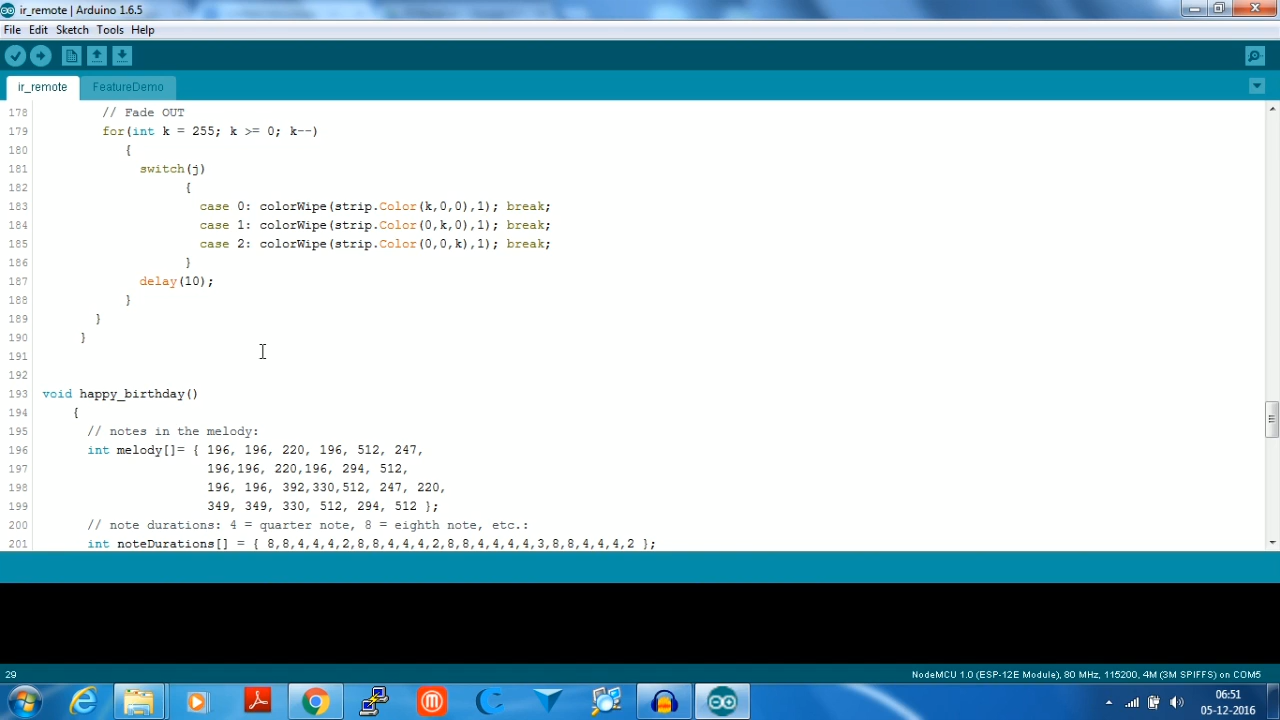 ir_remote | Arduino 1.6.5
File Edit Sketch Tools Help
ir_remote FeatureDemo
178 // Fade OUT
179 for(int k = 255; k >= 0; k--)
180 {
181 switch(j)
182 {
183 case 0: colorWipe(strip.Color(k,0,0),1); break;
184 case 1: colorWipe(strip.Color(0,k,0),1); break;
185 case 2: colorWipe(strip.Color(0,0,k),1); break;
186 }
187 delay(10);
188 }
189 }
190 }
191
192
193 void happy_birthday()
194 {
195 // notes in the melody:
196 int melody[]= { 196, 196, 220, 196, 512, 247,
197 196,196, 220,196, 294, 512,
198 196, 196, 392,330,512, 247, 220,
199 349, 349, 330, 512, 294, 512 };
200 // note durations: 4 = quarter note, 8 = eighth note, etc.:
201 int noteDurations[] = { 8,8,4,4,4,2,8,8,4,4,4,2,8,8,4,4,4,4,3,8,8,4,4,4,2 };
29 NodeMCU 1.0 (ESP-12E Module), 80 MHz, 115200, 4M (3M SPIFFS) on COM5
06:51
05-12-2016